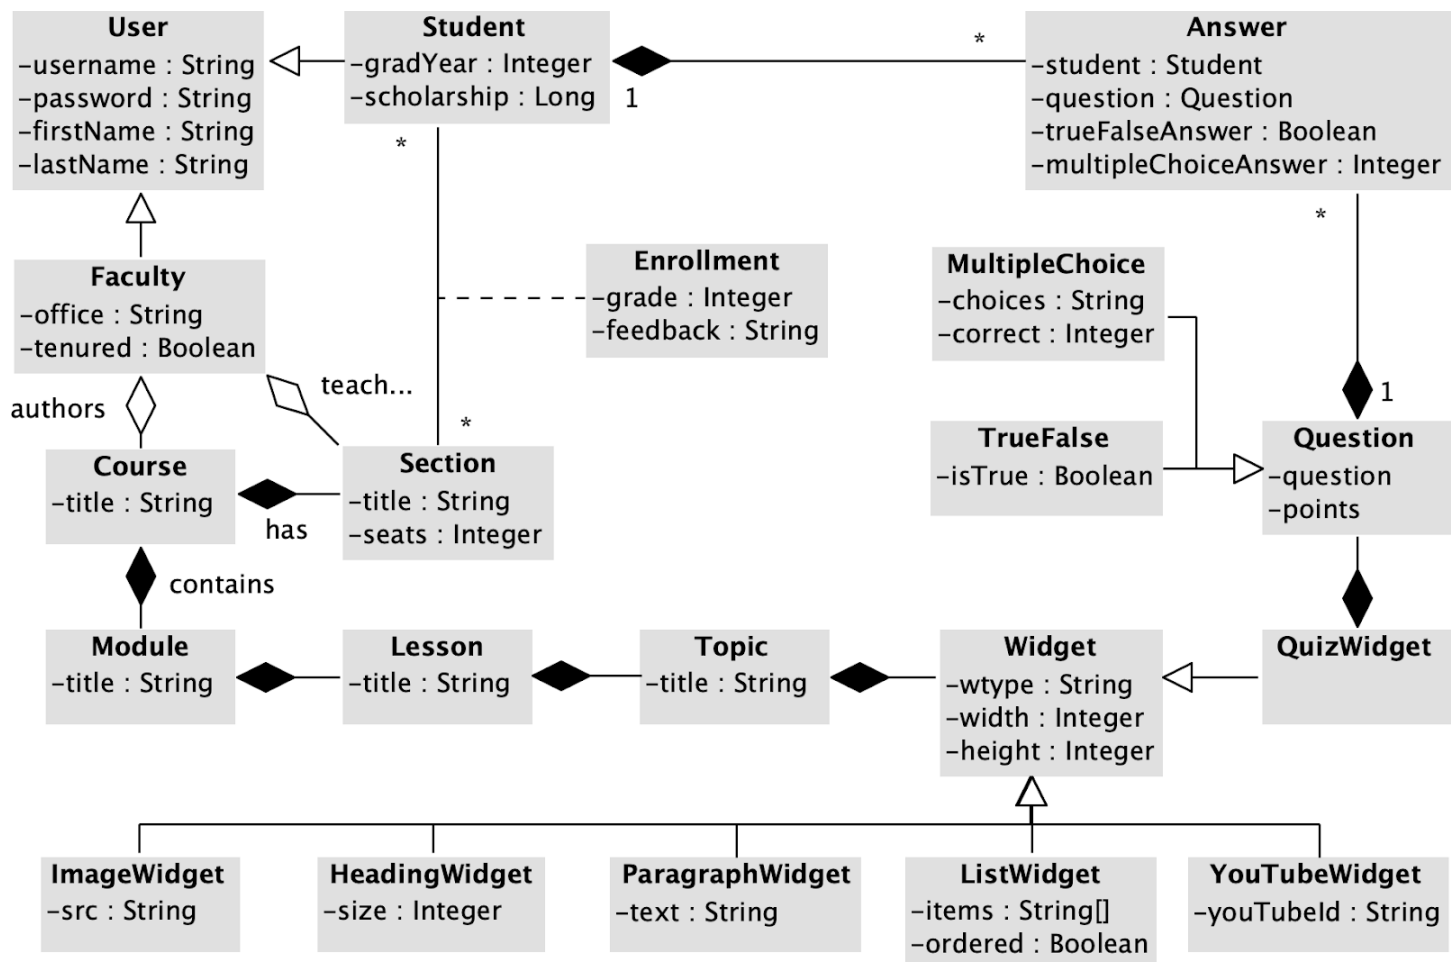 User
–username : String
–password : String
–firstName : String
–lastName : String
Student
–gradYear : Integer
–scholarship : Long
1
*
*
Answer
–student : Student
–question : Question
–trueFalseAnswer : Boolean
–multipleChoiceAnswer : Integer
*
Faculty
–office : String
–tenured : Boolean
Enrollment
–grade : Integer
–feedback : String
MultipleChoice
–choices : String
–correct : Integer
authors
teach...
*
1
Course
–title : String
has
Section
–title : String
–seats : Integer
TrueFalse
–isTrue : Boolean
Question
–question
–points
contains
Module
–title : String
Lesson
–title : String
Topic
–title : String
Widget
–wtype : String
–width : Integer
–height : Integer
QuizWidget
ImageWidget
–src : String
HeadingWidget
–size : Integer
ParagraphWidget
–text : String
ListWidget
–items : String[]
–ordered : Boolean
YouTubeWidget
–youTubeId : String